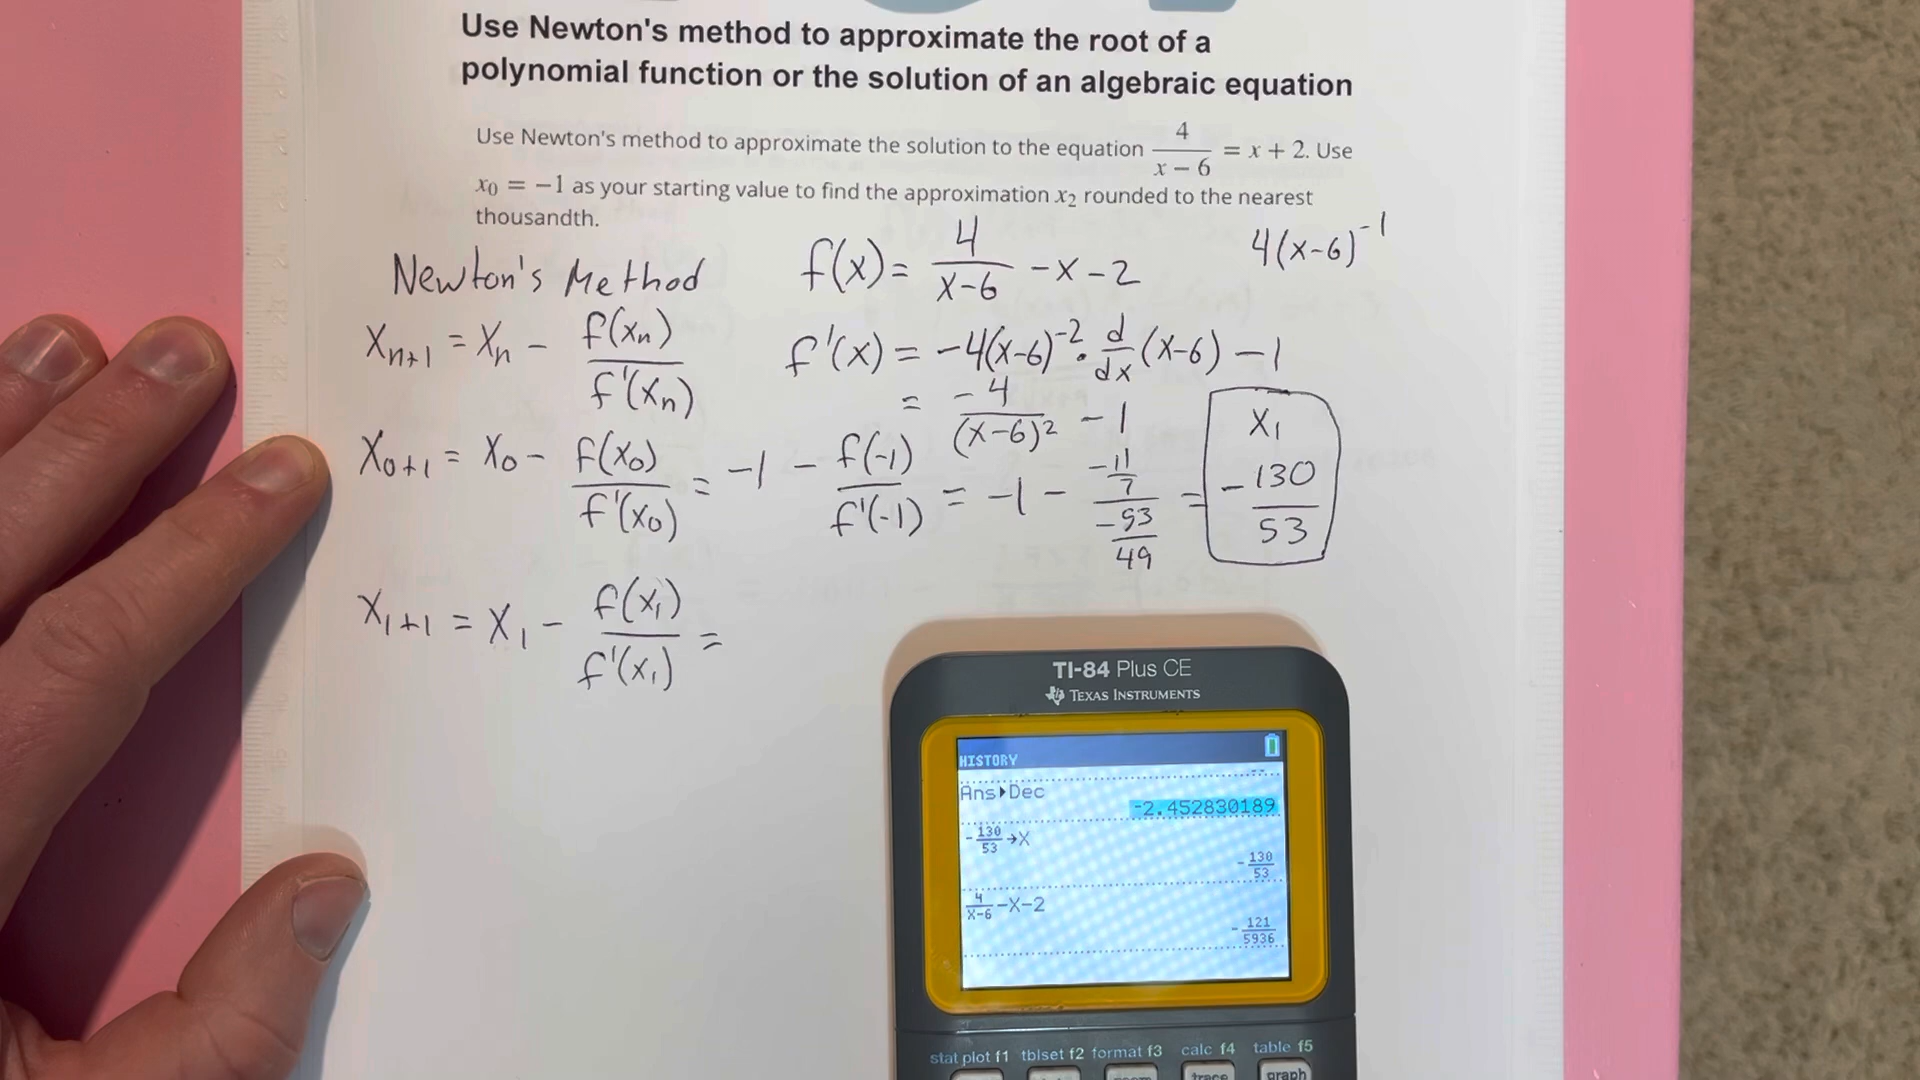 Use Newton's method to approximate the root of a
polynomial function or the solution of an algebraic equation
Use Newton's method to approximate the solution to the equation 4/(x − 6) = x + 2. Use
x₀ = −1 as your starting value to find the approximation x₂ rounded to the nearest
thousandth.
4(x-6)⁻¹
Newton's Method
f(x) = 4/(x-6) - x - 2
Xₙ₊₁ = Xₙ - f(xₙ)/f'(xₙ)
f'(x) = -4(x-6)⁻² · d/dx (x-6) - 1
= -4/(x-6)² - 1
X₀₊₁ = X₀ - f(x₀)/f'(x₀) = -1 - f(-1)/f'(-1) = -1 - (-11/7)/(-53/49) =
X₁
-130/53
X₁₊₁ = X₁ - f(x₁)/f'(x₁) =
TI-84 Plus CE
TEXAS INSTRUMENTS
HISTORY
Ans▸Dec
-2.452830189
-130/53→X
-130/53
4/(X-6)-X-2
-121/5936
stat plot f1 tblset f2 format f3 calc f4 table f5
trace graph